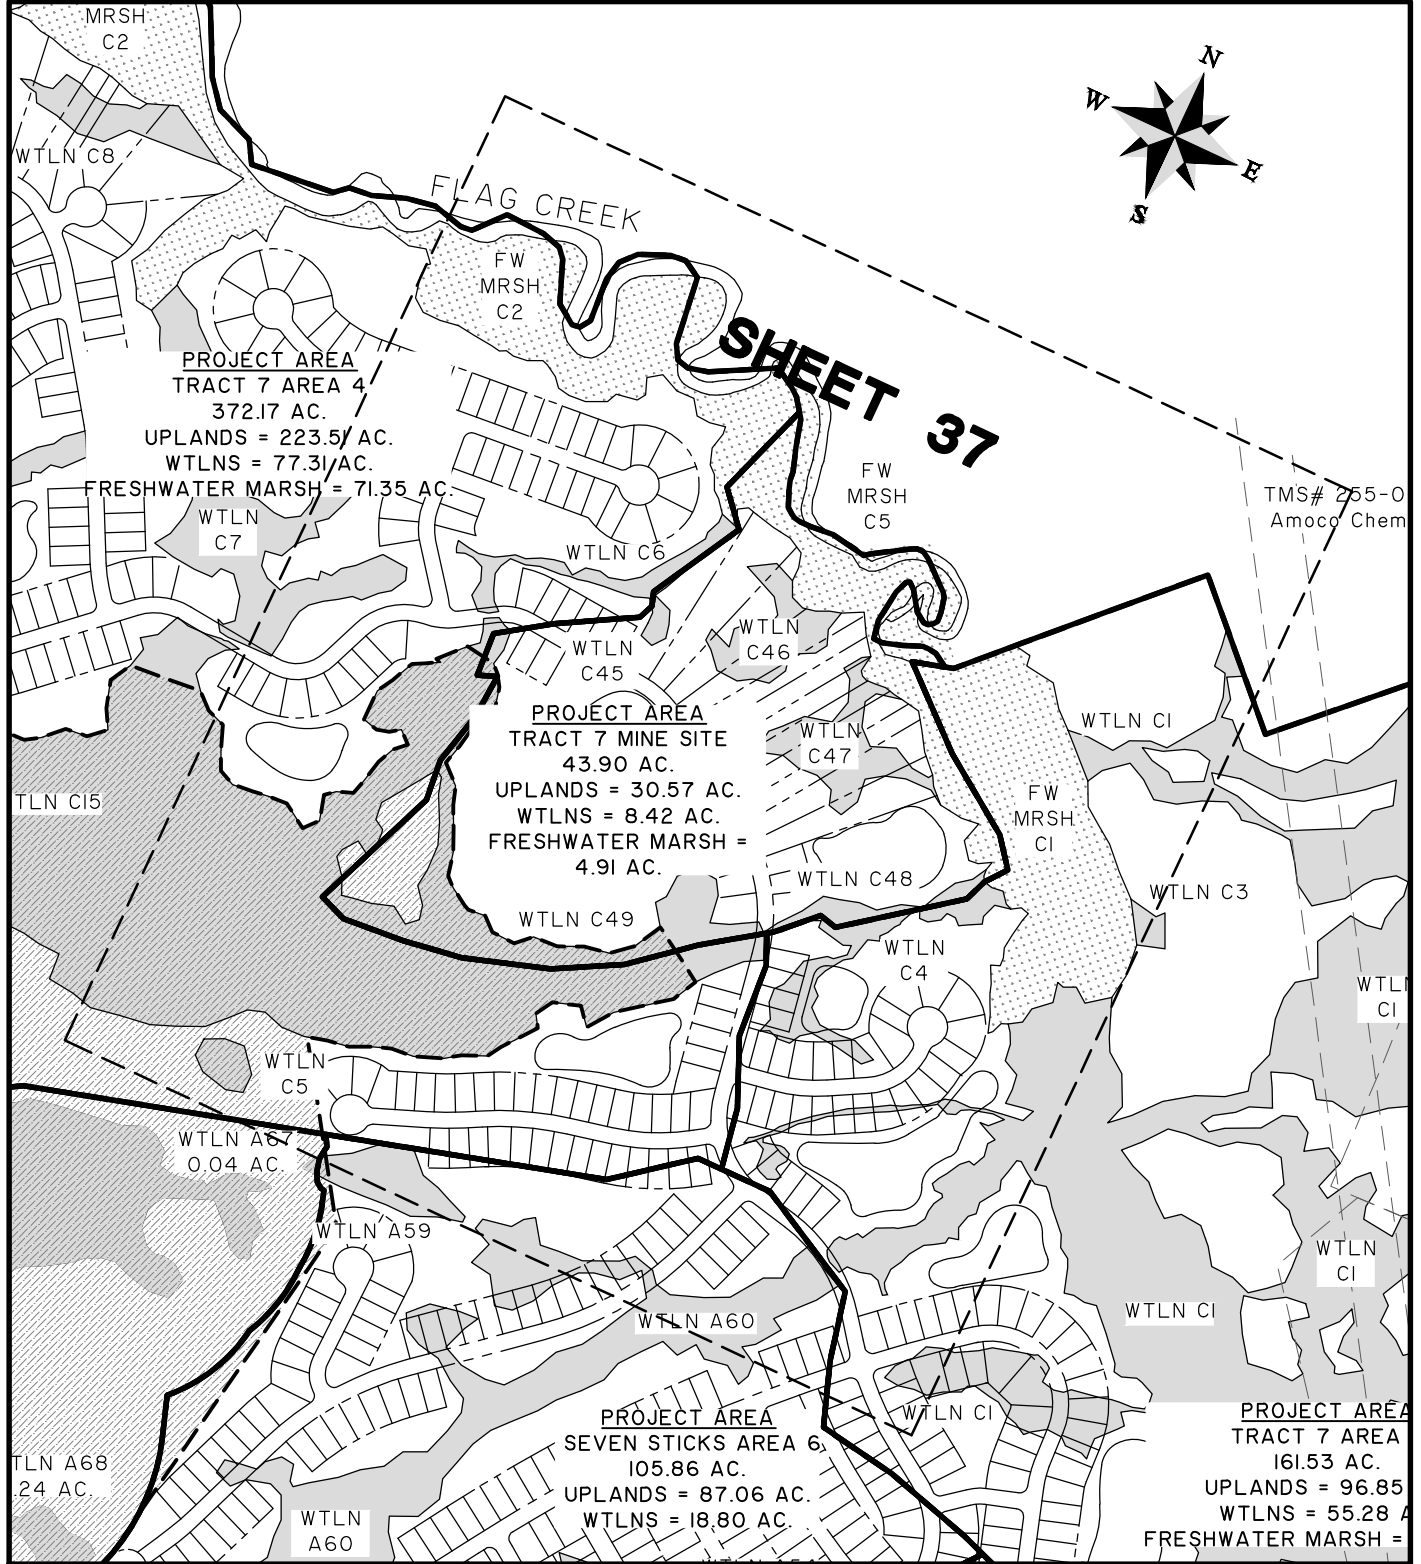 MRSH
C2
N
W
E
S
WTLN C8
FLAG CREEK
FW
MRSH
C2
SHEET 37
PROJECT AREA
TRACT 7 AREA 4
372.17 AC.
UPLANDS = 223.51 AC.
WTLNS = 77.31 AC.
FRESHWATER MARSH = 71.35 AC.
FW
MRSH
C5
TMS# 255-0
Amoco Chem
WTLN
C7
WTLN C6
WTLN
C46
WTLN
C45
PROJECT AREA
TRACT 7 MINE SITE
43.90 AC.
UPLANDS = 30.57 AC.
WTLNS = 8.42 AC.
FRESHWATER MARSH =
4.91 AC.
WTLN
C47
WTLN C1
TLN C15
FW
MRSH
C1
WTLN C48
WTLN C3
WTLN C49
WTLN
C4
WTLN
C1
WTLN
C5
WTLN A67
0.04 AC.
WTLN A59
WTLN
C1
WTLN A60
WTLN C1
WTLN C1
PROJECT AREA
SEVEN STICKS AREA 6
105.86 AC.
UPLANDS = 87.06 AC.
WTLNS = 18.80 AC.
PROJECT AREA
TRACT 7 AREA
161.53 AC.
UPLANDS = 96.85
WTLNS = 55.28 A
FRESHWATER MARSH =
TLN A68
.24 AC.
WTLN
A60